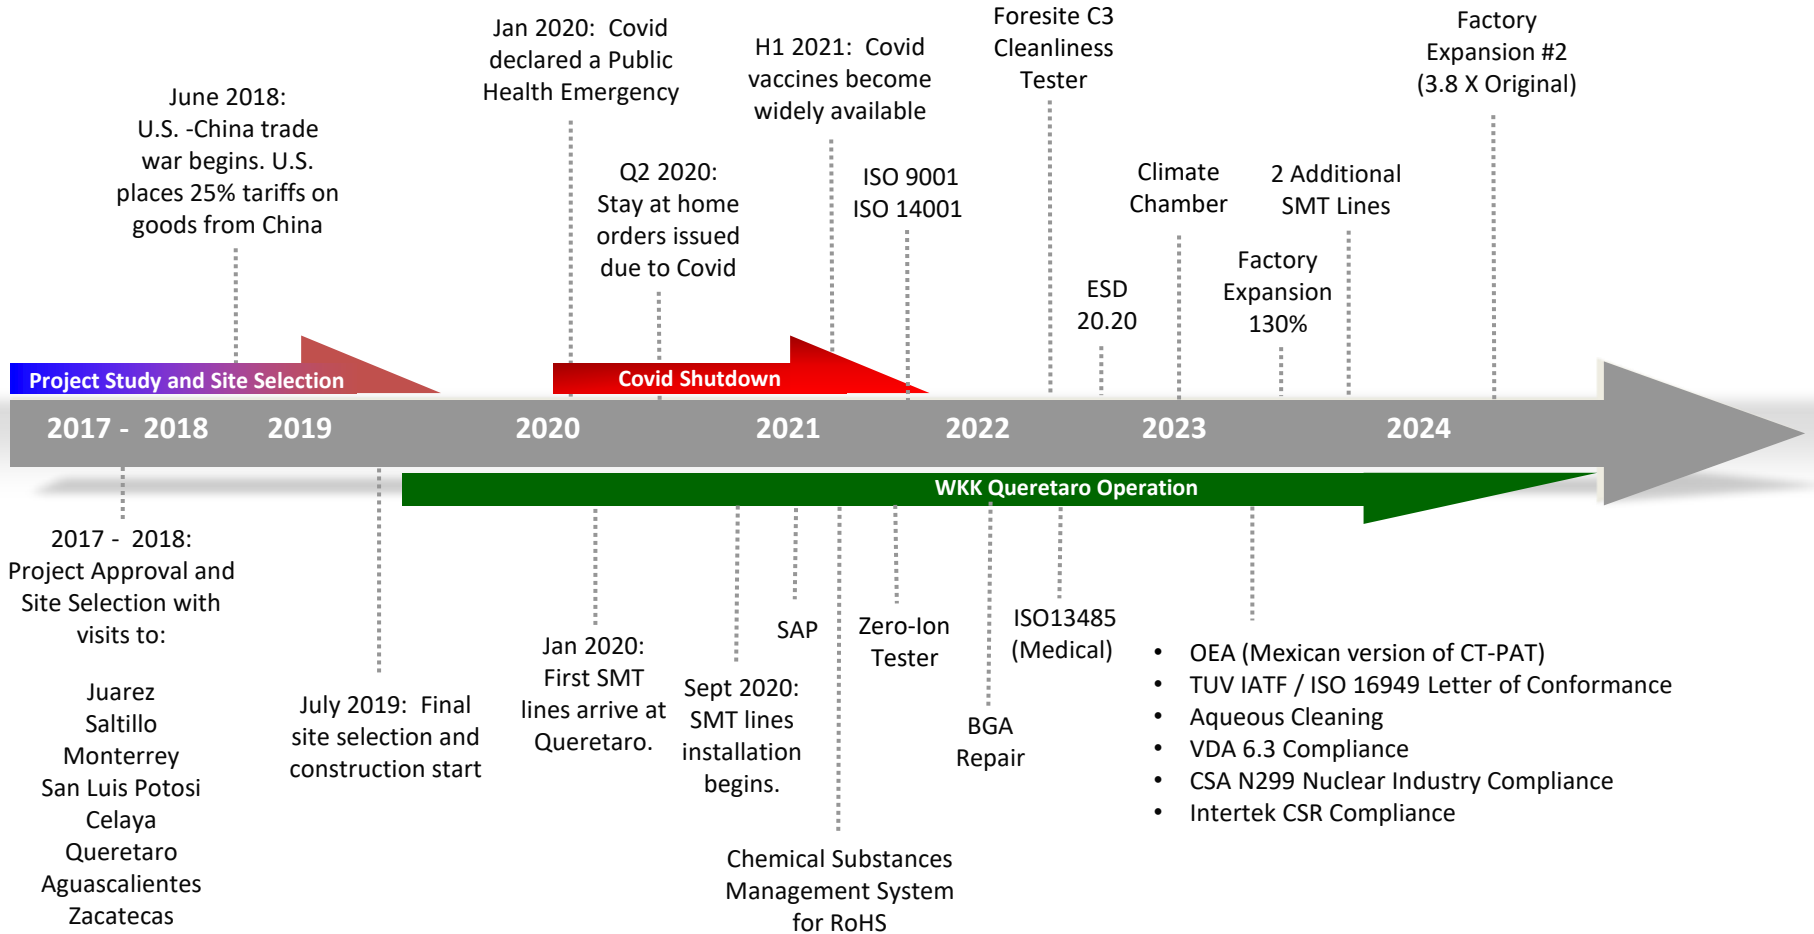 June 2018:
U.S. -China trade
war begins. U.S.
places 25% tariffs on
goods from China
Jan 2020:  Covid
declared a Public
Health Emergency
Q2 2020:
Stay at home
orders issued
due to Covid
H1 2021:  Covid
vaccines become
widely available
ISO 9001
ISO 14001
Foresite C3
Cleanliness
Tester
ESD
20.20
Climate
Chamber
Factory
Expansion
130%
2 Additional
SMT Lines
Factory
Expansion #2
(3.8 X Original)
Project Study and Site Selection
Covid Shutdown
2017 -  2018 2019 2020 2021 2022 2023 2024
WKK Queretaro Operation
2017 -  2018:
Project Approval and
Site Selection with
visits to:
Juarez
Saltillo
Monterrey
San Luis Potosi
Celaya
Queretaro
Aguascalientes
Zacatecas
July 2019:  Final
site selection and
construction start
Jan 2020:
First SMT
lines arrive at
Queretaro.
Sept 2020:
SMT lines
installation
begins.
SAP
Chemical Substances
Management System
for RoHS
Zero-Ion
Tester
BGA
Repair
ISO13485
(Medical)
• OEA (Mexican version of CT-PAT)
• TUV IATF / ISO 16949 Letter of Conformance
• Aqueous Cleaning
• VDA 6.3 Compliance
• CSA N299 Nuclear Industry Compliance
• Intertek CSR Compliance